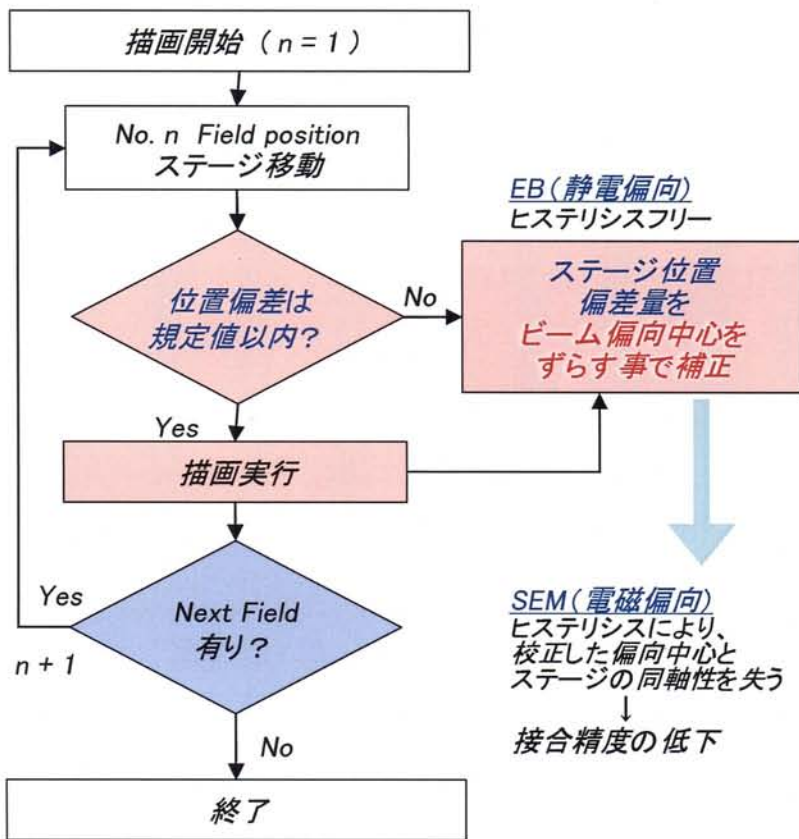 描画開始 ( n = 1 )
No. n Field position
ステージ移動
位置偏差は
規定値以内?
No
Yes
描画実行
Next Field
有り?
Yes
n + 1
No
終了
EB(静電偏向)
ヒステリシスフリー
ステージ位置
偏差量を
ビーム偏向中心を
ずらす事で補正
SEM(電磁偏向)
ヒステリシスにより、
校正した偏向中心と
ステージの同軸性を失う
↓
接合精度の低下